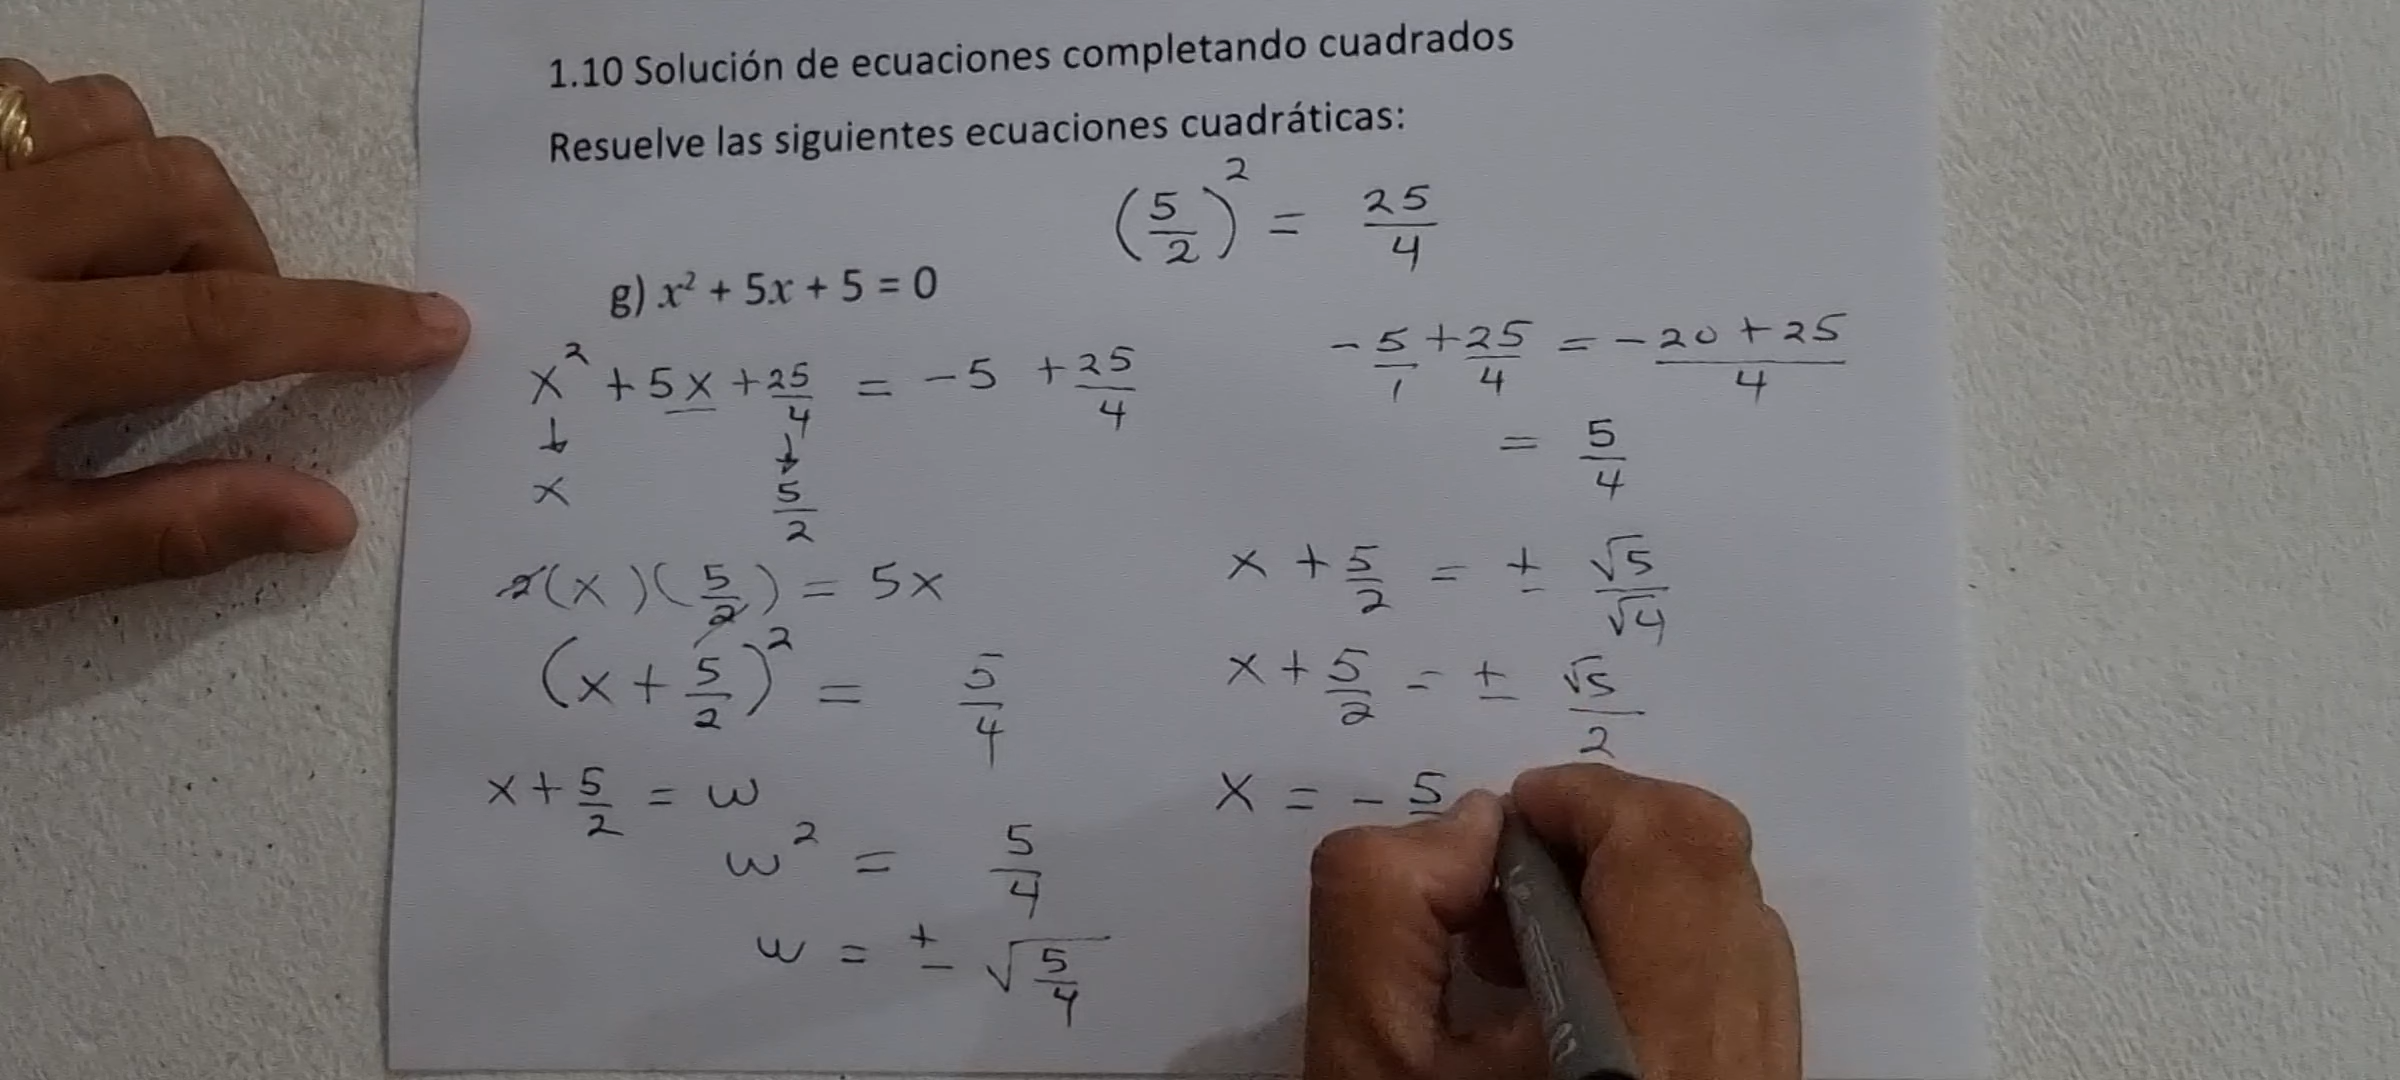 1.10 Solución de ecuaciones completando cuadrados
Resuelve las siguientes ecuaciones cuadráticas:
(5/2)² = 25/4
g) x² + 5x + 5 = 0
x² + 5x + 25/4 = -5 + 25/4
x 5/2
2(x)(5/2) = 5x
(x + 5/2)² = 5/4
x + 5/2 = w
w² = 5/4
w = ± √(5/4)
-5/1 + 25/4 = (-20 + 25)/4
= 5/4
x + 5/2 = ± √5/√4
x + 5/2 = ± √5/2
x = - 5